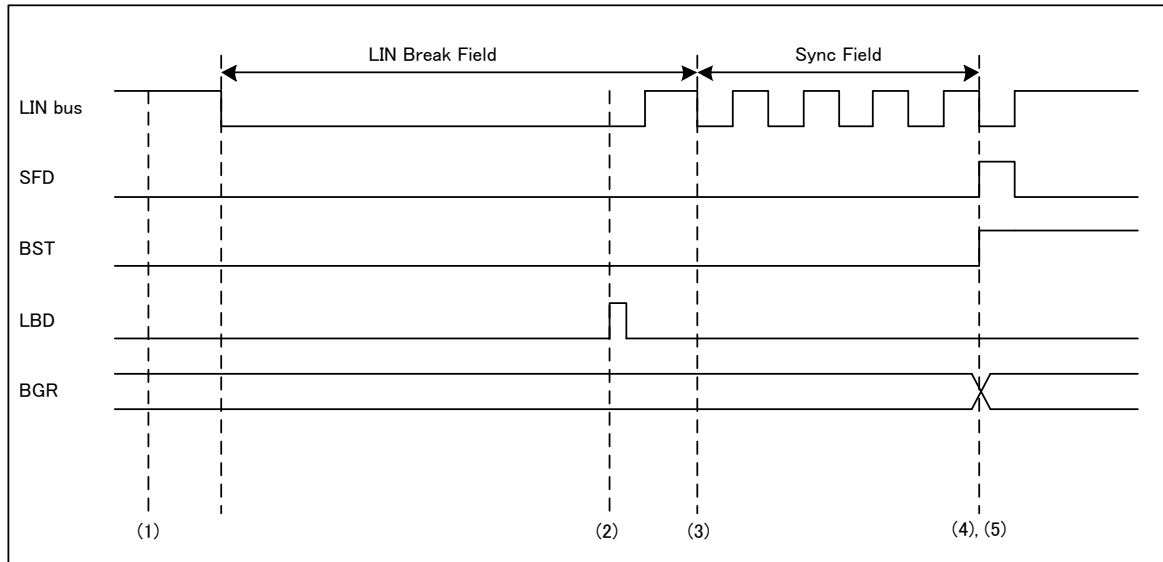 LIN Break Field Sync Field
LIN bus
SFD
BST
LBD
BGR
(1) (2) (3) (4), (5)